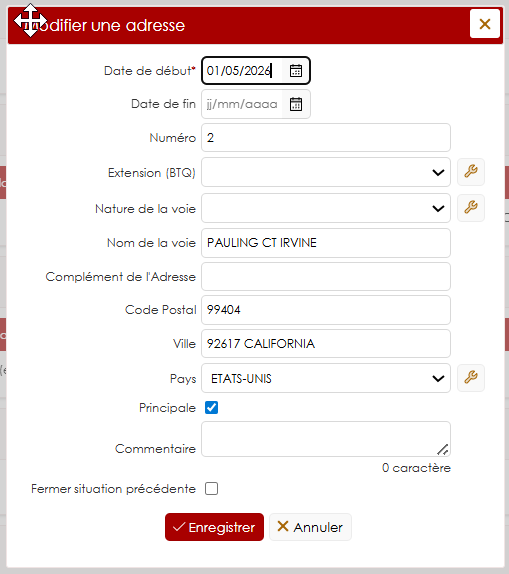 Modifier une adresse
Date de début* 01/05/2026
Date de fin jj/mm/aaaa
Numéro 2
Extension (BTQ)
Nature de la voie
Nom de la voie PAULING CT IRVINE
Complément de l'Adresse
Code Postal 99404
Ville 92617 CALIFORNIA
Pays ETATS-UNIS
Principale
Commentaire
0 caractère
Fermer situation précédente
Enregistrer Annuler